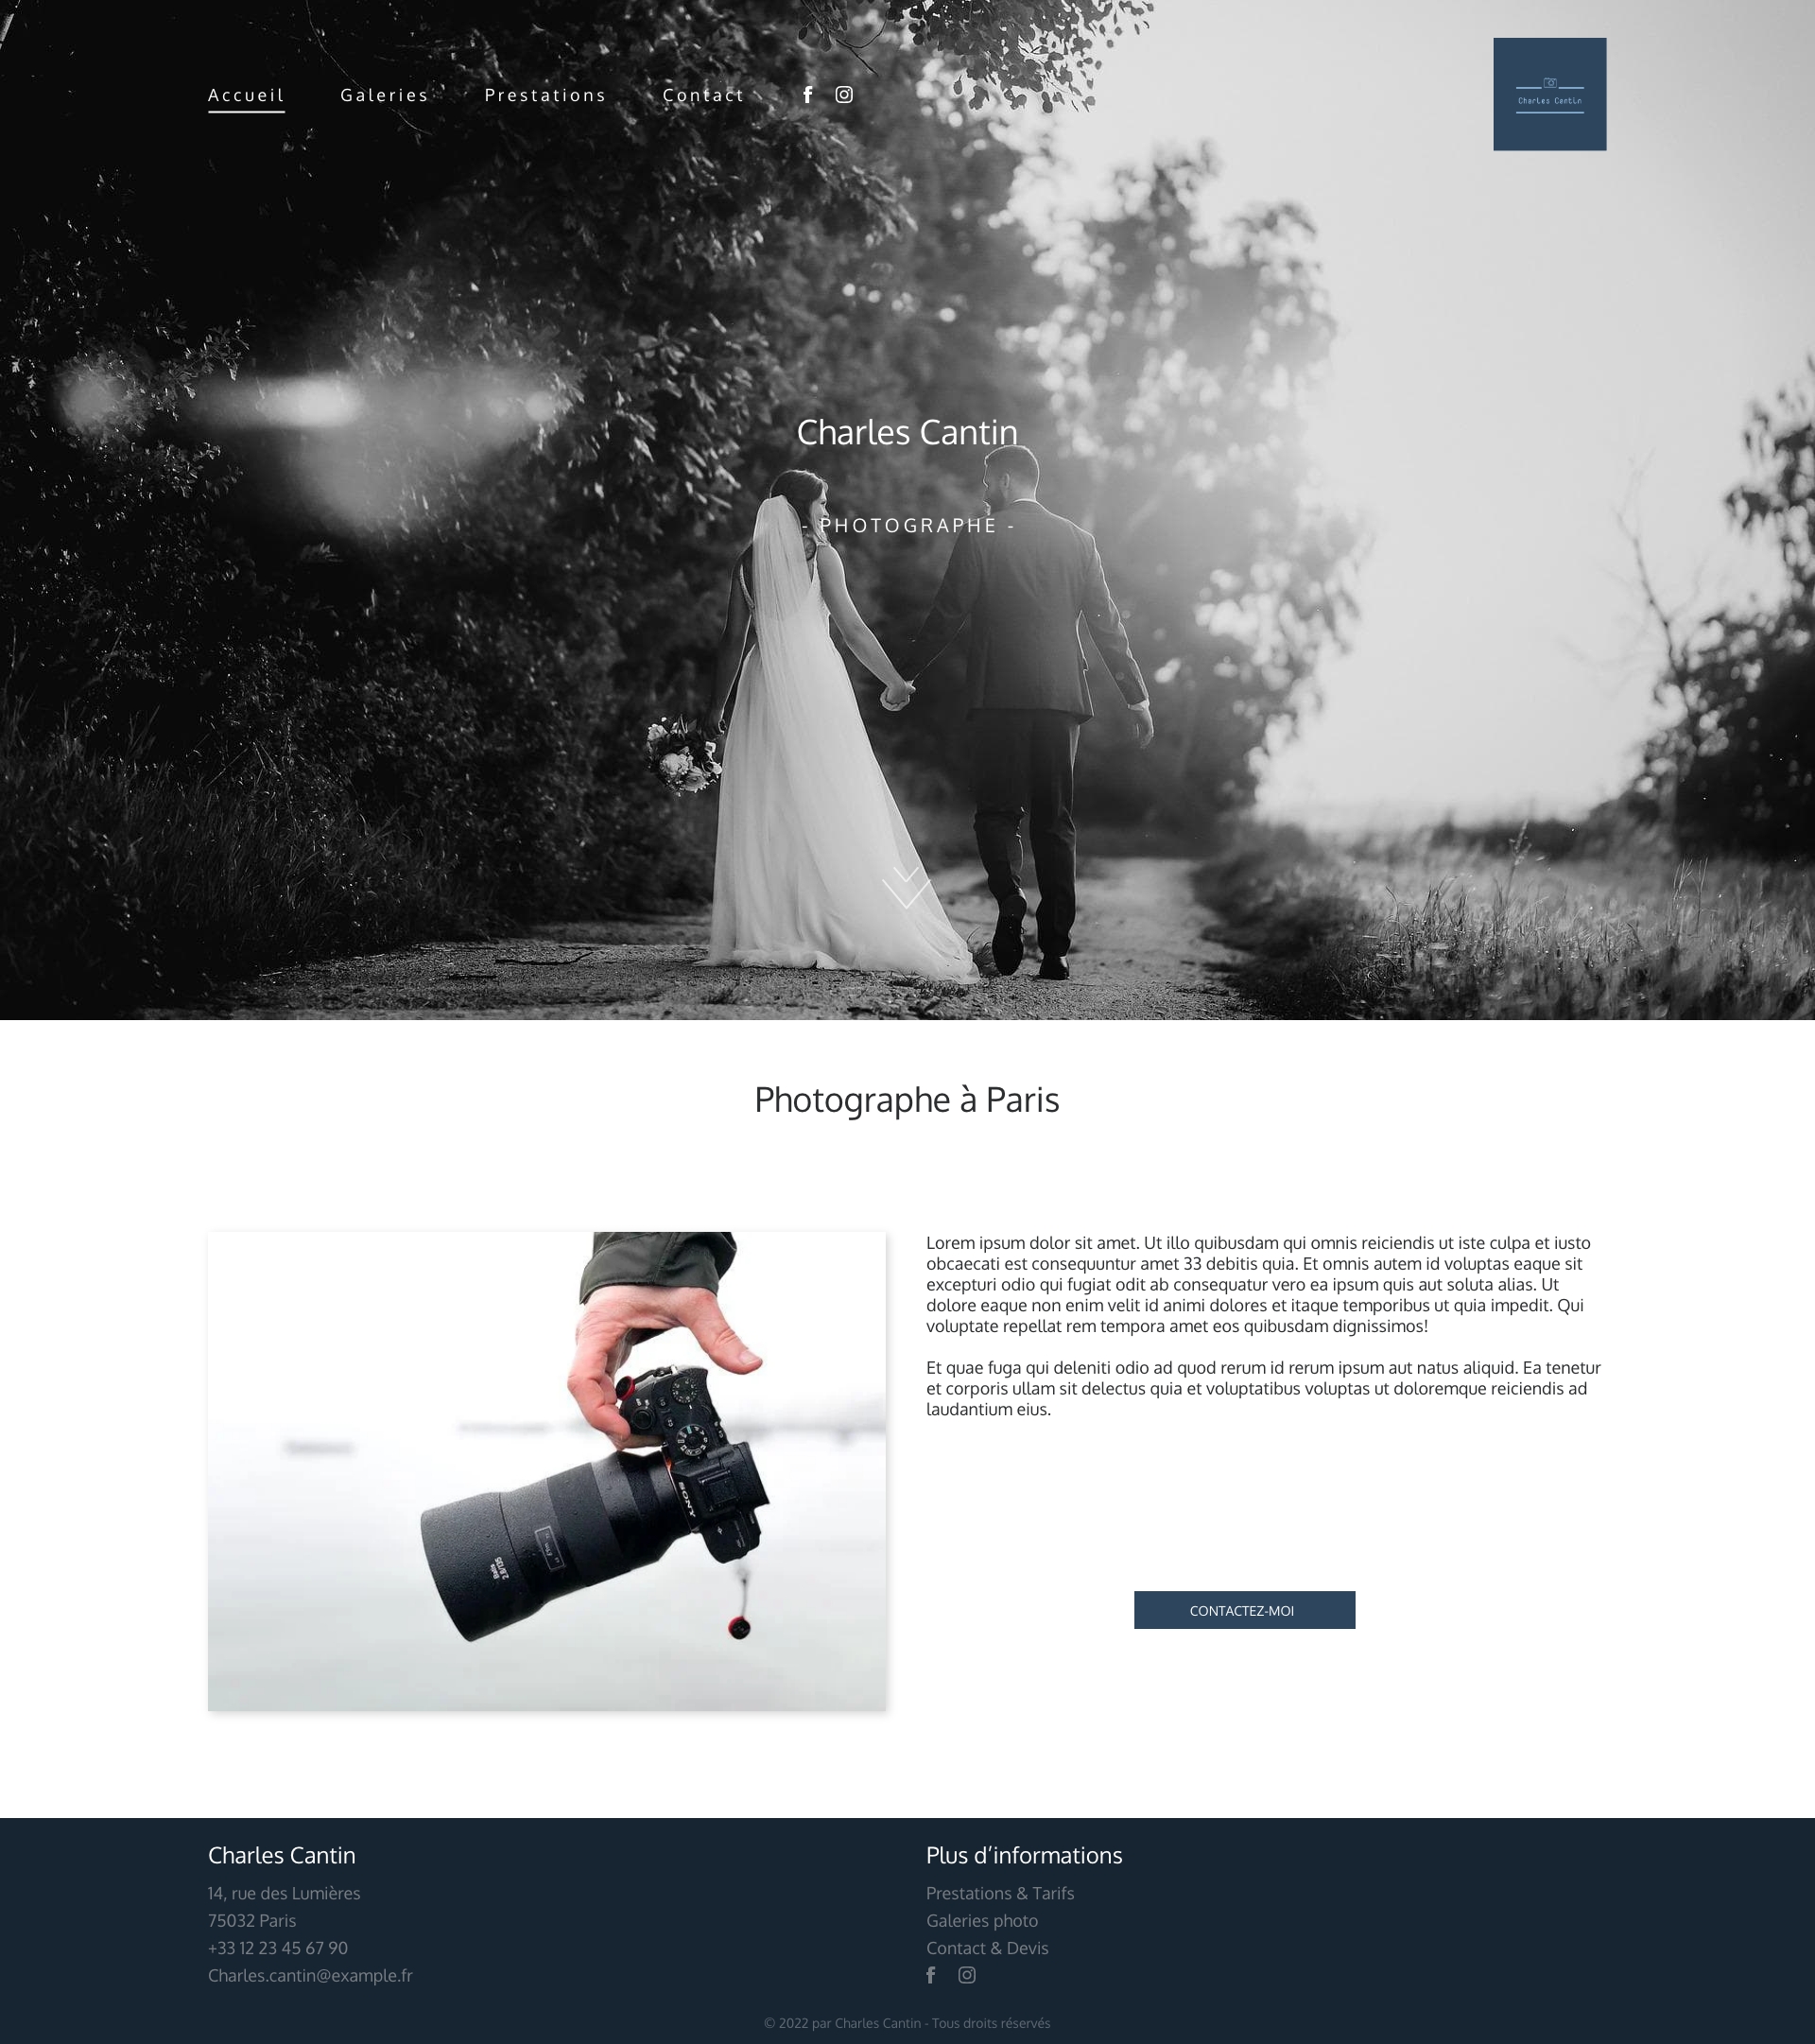 Accueil Galeries Prestations Contact
Charles Cantin
Charles Cantin
- PHOTOGRAPHE -
Photographe à Paris
Lorem ipsum dolor sit amet. Ut illo quibusdam qui omnis reiciendis ut iste culpa et iusto
obcaecati est consequuntur amet 33 debitis quia. Et omnis autem id voluptas eaque sit
excepturi odio qui fugiat odit ab consequatur vero ea ipsum quis aut soluta alias. Ut
dolore eaque non enim velit id animi dolores et itaque temporibus ut quia impedit. Qui
voluptate repellat rem tempora amet eos quibusdam dignissimos!
Et quae fuga qui deleniti odio ad quod rerum id rerum ipsum aut natus aliquid. Ea tenetur
et corporis ullam sit delectus quia et voluptatibus voluptas ut doloremque reiciendis ad
laudantium eius.
SONY
Batis
2.8/135
CONTACTEZ-MOI
Charles Cantin
14, rue des Lumières
75032 Paris
+33 12 23 45 67 90
Charles.cantin@example.fr
Plus d’informations
Prestations & Tarifs
Galeries photo
Contact & Devis
© 2022 par Charles Cantin - Tous droits réservés